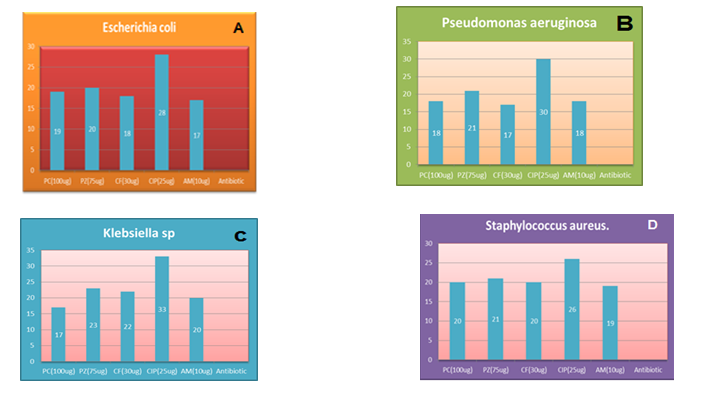 Escherichia coli A
30
25
20
15
10
5
0
19 20 18 28 17
PC(100ug) PZ(75ug) CF(30ug) CIP(25ug) AM(10ug) Antibiotic
Pseudomonas aeruginosa B
35
30
25
20
15
10
5
0
18 21 17 30 18
PC(100ug) PZ(75ug) CF(30ug) CIP(25ug) AM(10ug) Antibiotic
Klebsiella sp C
35
30
25
20
15
10
5
0
17 23 22 33 20
PC(100ug) PZ(75ug) CF(30ug) CIP(25ug) AM(10ug) Antibiotic
Staphylococcus aureus. D
30
25
20
15
10
5
0
20 21 20 26 19
PC(100ug) PZ(75ug) CF(30ug) CIP(25ug) AM(10ug) Antibiotic